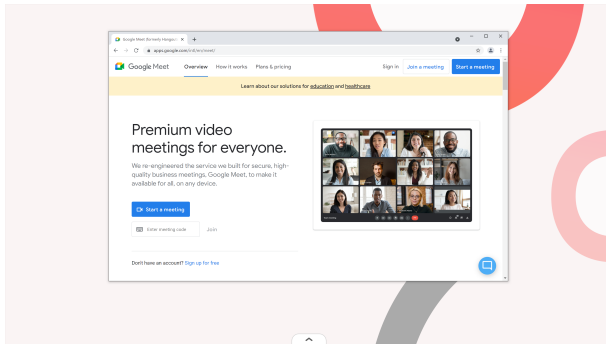 Google Meet (formerly Hangouts
apps.google.com/intl/en/meet/
Google Meet Overview How it works Plans & pricing Sign in Join a meeting Start a meeting
Learn about our solutions for education and healthcare
Premium video
meetings for everyone.
We re-engineered the service we built for secure, high-
quality business meetings, Google Meet, to make it
available for all, on any device.
Start a meeting
Enter meeting code Join
Don't have an account? Sign up for free